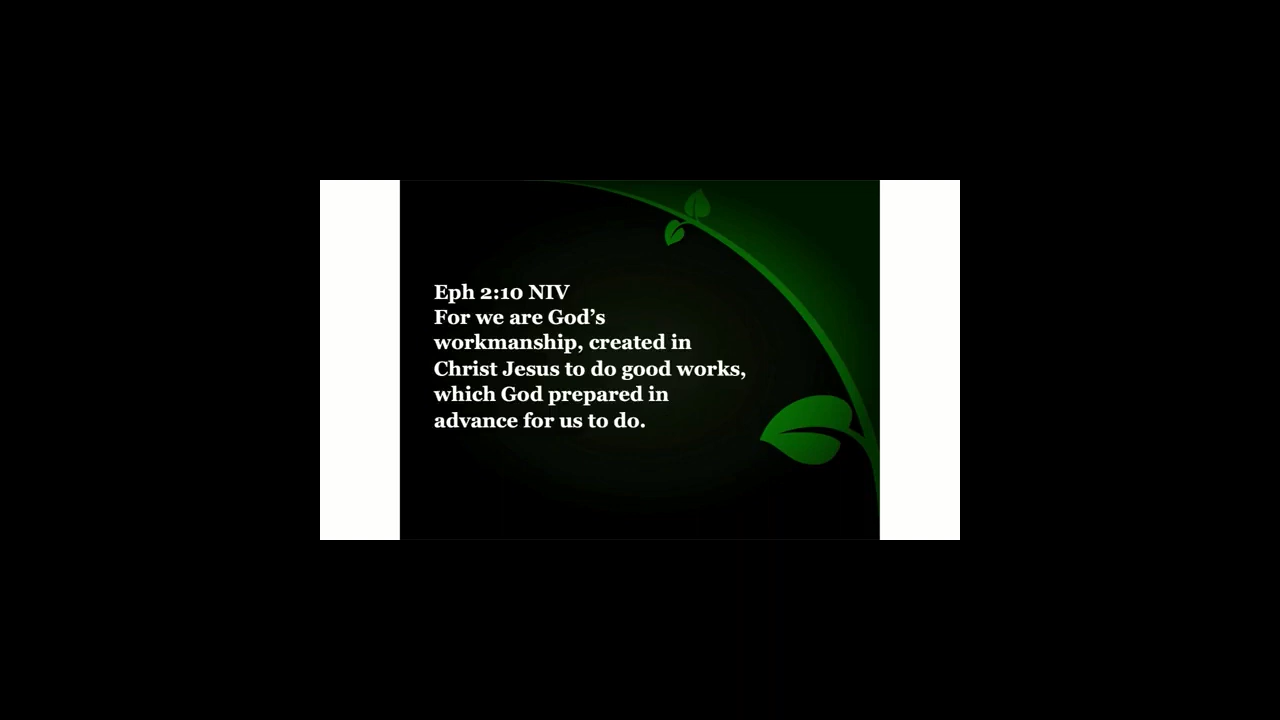 Eph 2:10 NIV
For we are God’s
workmanship, created in
Christ Jesus to do good works,
which God prepared in
advance for us to do.